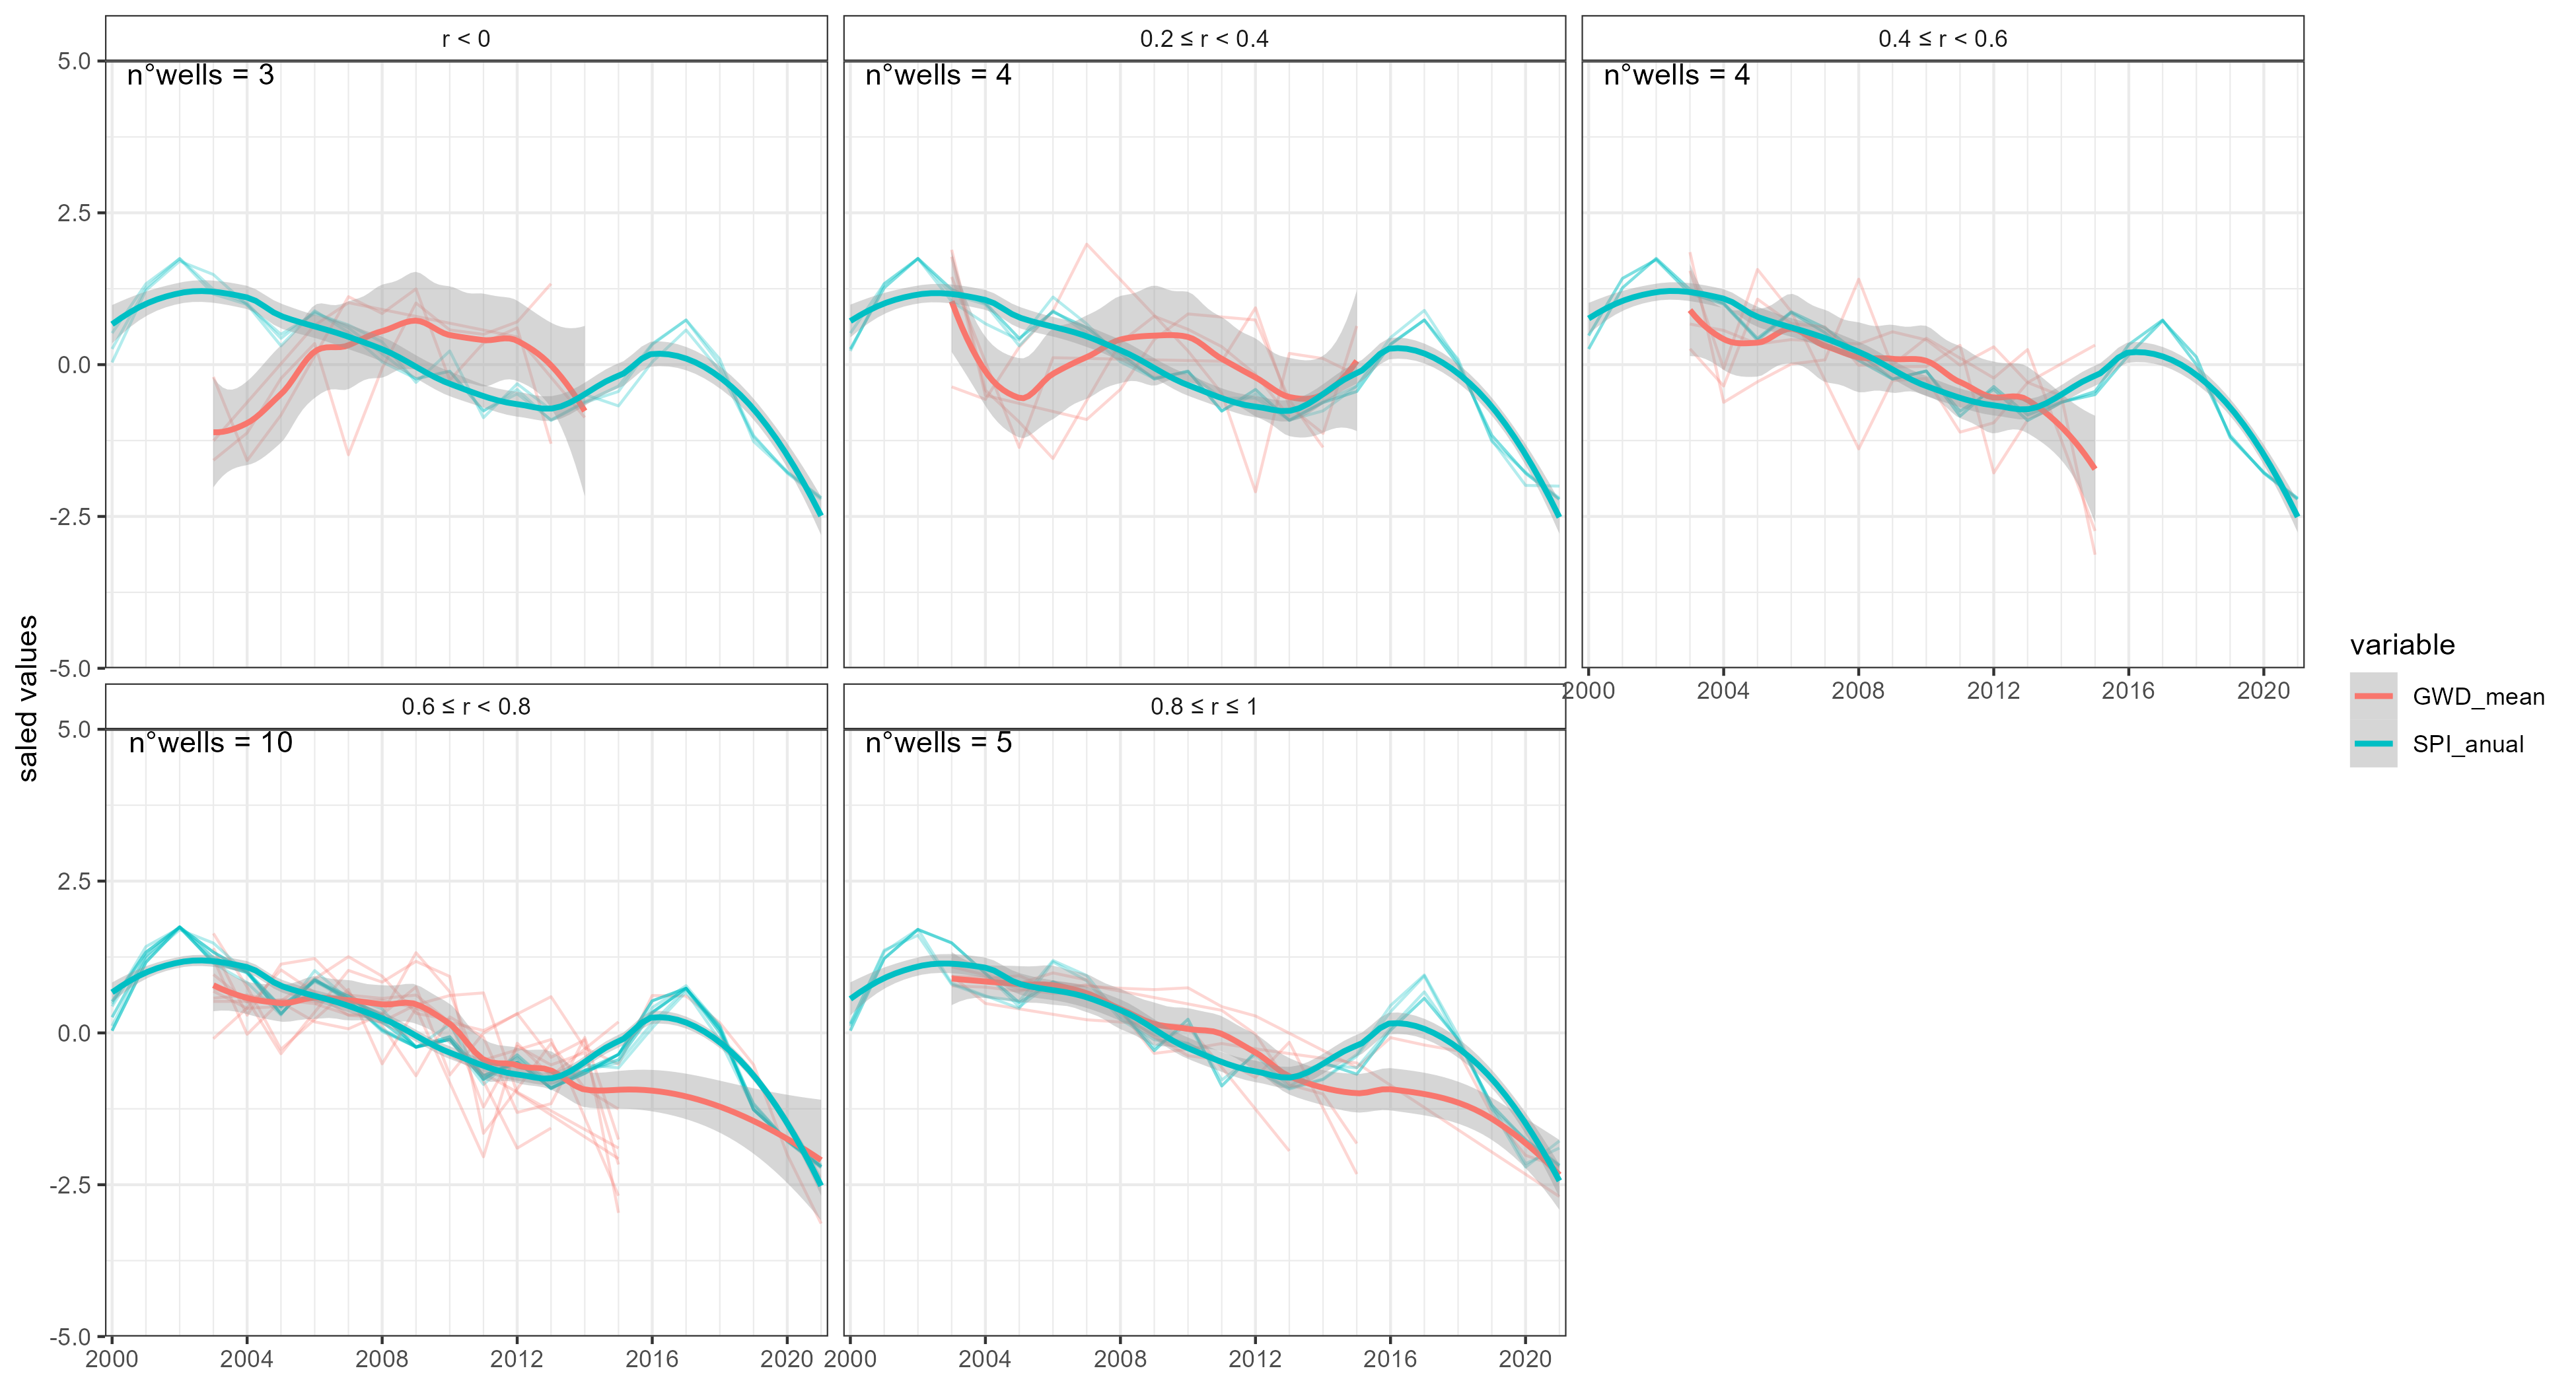 r < 0
0.2 ≤ r < 0.4
0.4 ≤ r < 0.6
n°wells = 3
n°wells = 4
n°wells = 4
5.0
2.5
0.0
-2.5
-5.0
2000 2004 2008 2012 2016 2020
0.6 ≤ r < 0.8
0.8 ≤ r ≤ 1
n°wells = 10
n°wells = 5
5.0
2.5
0.0
-2.5
-5.0
2000 2004 2008 2012 2016 2020
2000 2004 2008 2012 2016 2020
saled values
variable
GWD_mean
SPI_anual